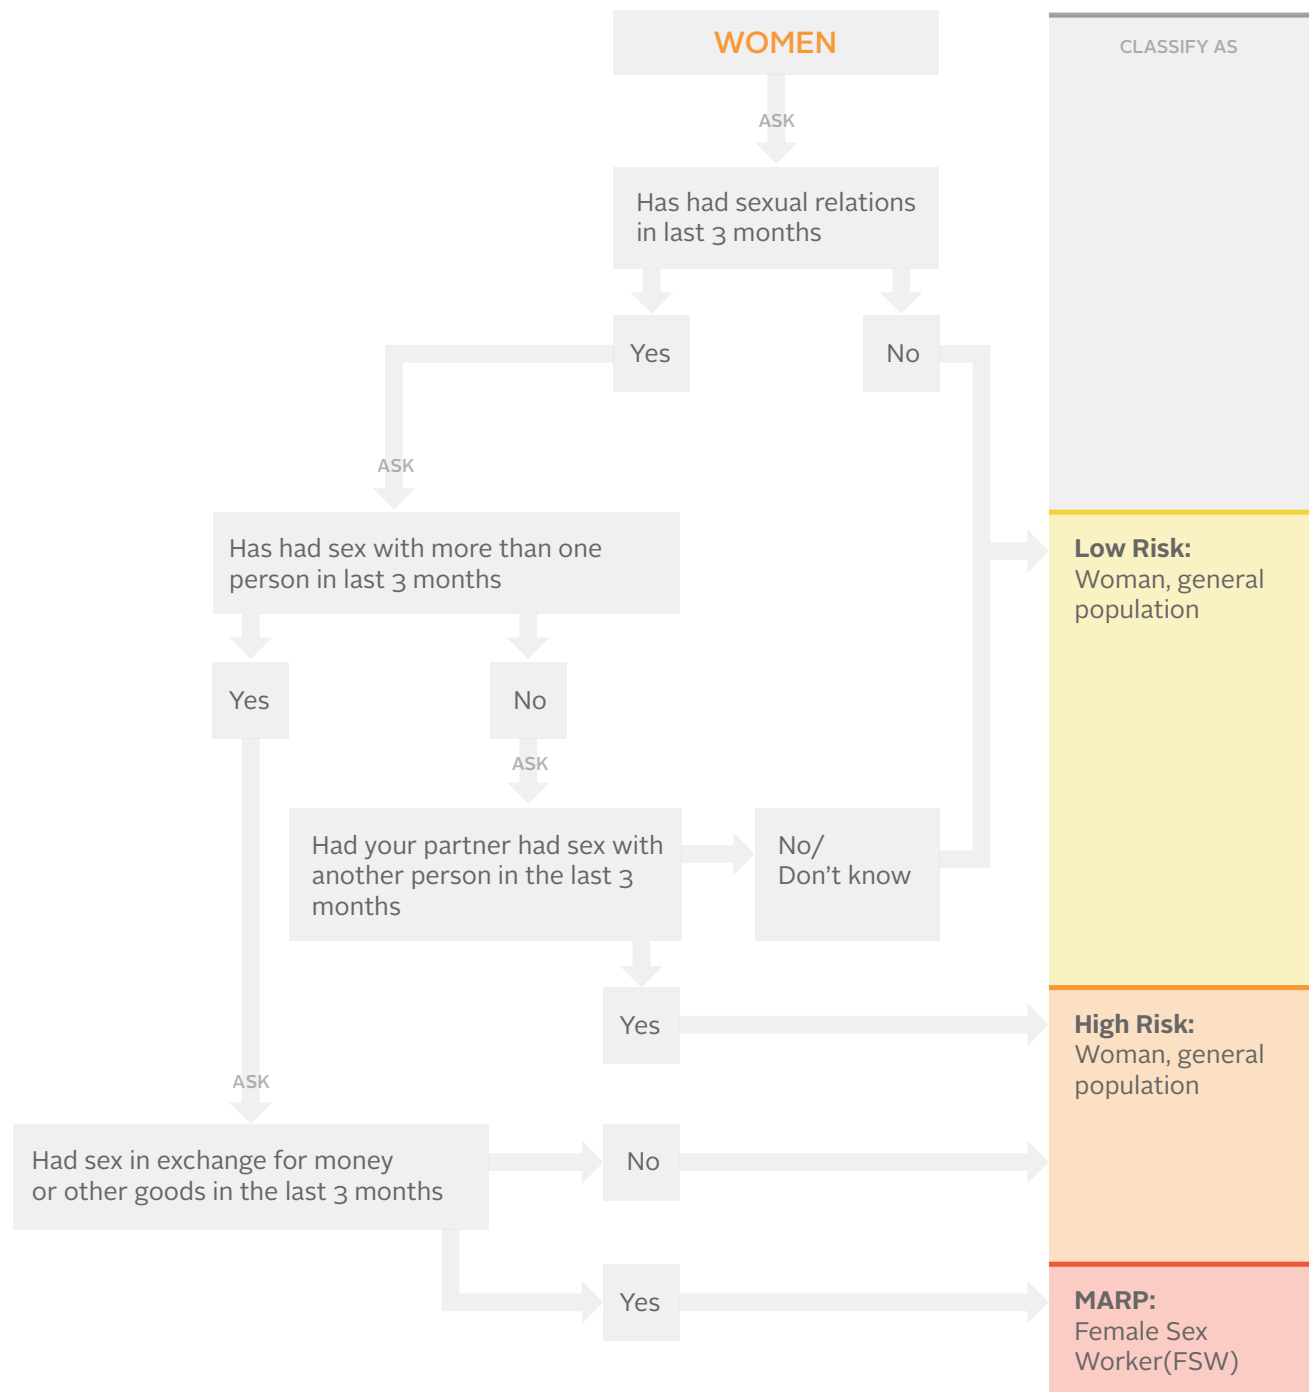 WOMEN
CLASSIFY AS
ASK
Has had sexual relations
in last 3 months
Yes
No
ASK
Has had sex with more than one
person in last 3 months
Low Risk:
Woman, general
population
Yes
No
ASK
Had your partner had sex with
another person in the last 3
months
No/
Don't know
Yes
High Risk:
Woman, general
population
ASK
Had sex in exchange for money
or other goods in the last 3 months
No
Yes
MARP:
Female Sex
Worker(FSW)